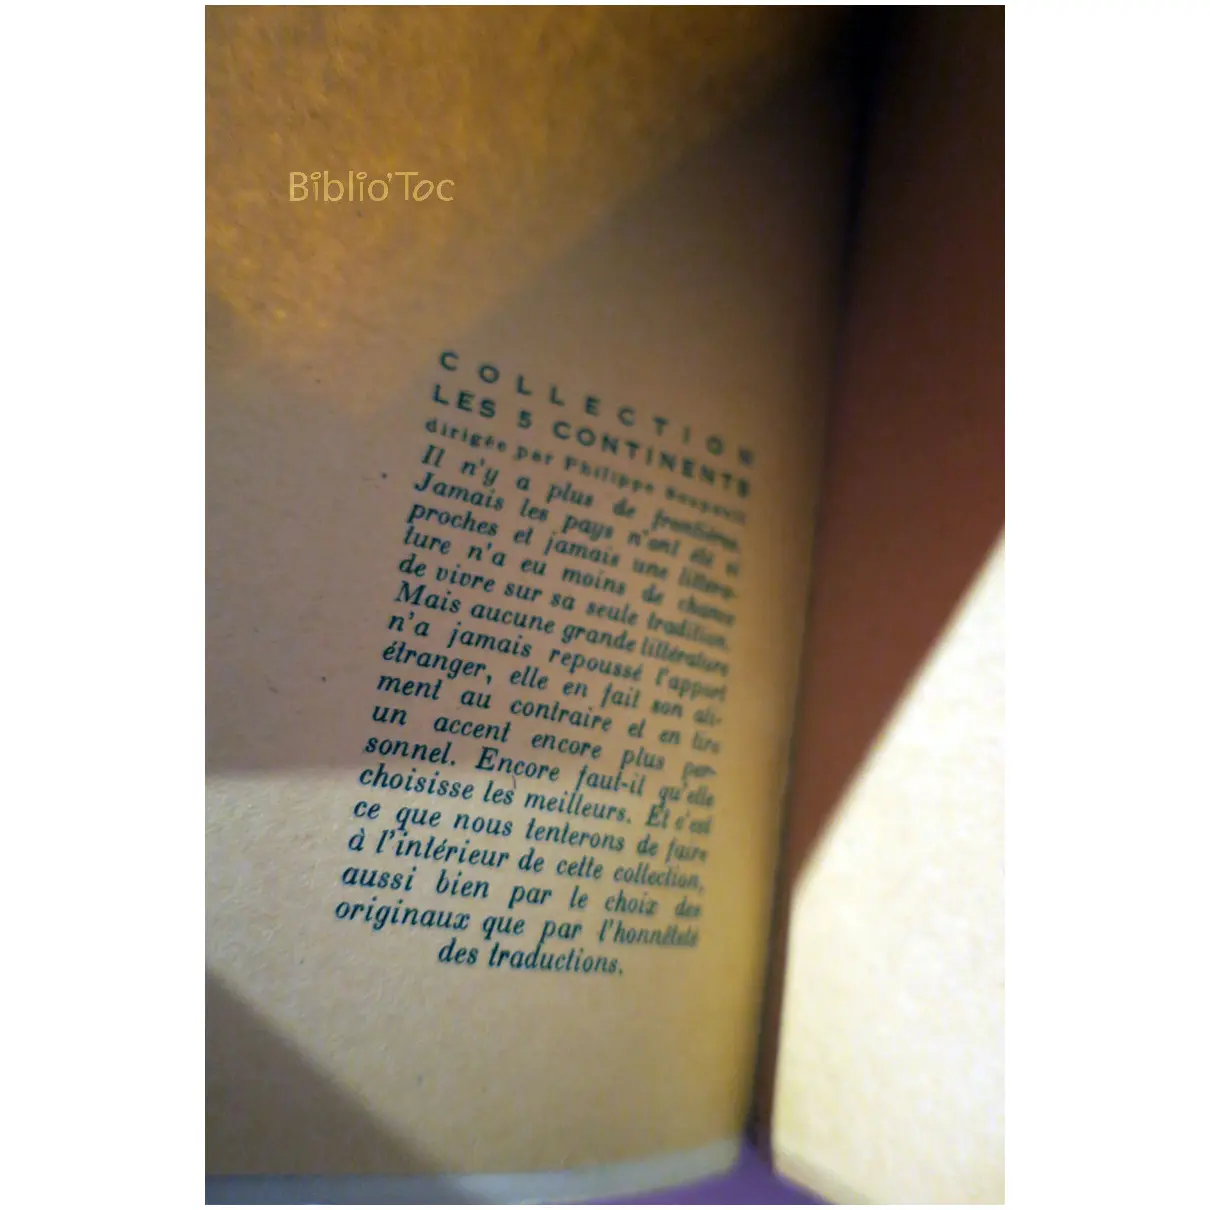 Biblio'Toc
COLLECTION
LES 5 CONTINENTS
dirigée par Philippe Soupault
Il n'y a plus de frontières.
Jamais les pays n'ont été si
proches et jamais une littéra-
ture n'a eu moins de chance
de vivre sur sa seule tradition.
Mais aucune grande littérature
n'a jamais repoussé l'apport
étranger, elle en fait son ali-
ment au contraire et en tire
un accent encore plus per-
sonnel. Encore faut-il qu'elle
choisisse les meilleurs. Et c'est
ce que nous tenterons de faire
à l'intérieur de cette collection,
aussi bien par le choix des
originaux que par l'honnêteté
des traductions.